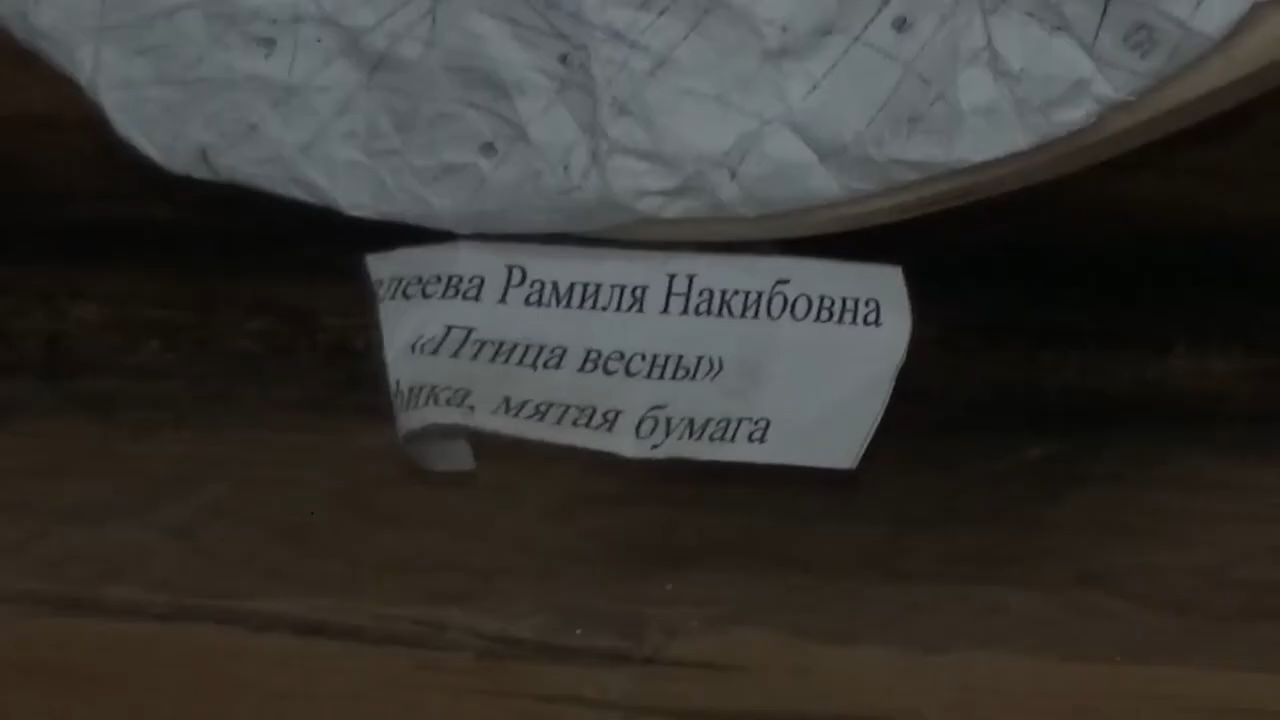 Рамиля Накибовна
«Птица весны»
мятая бумага